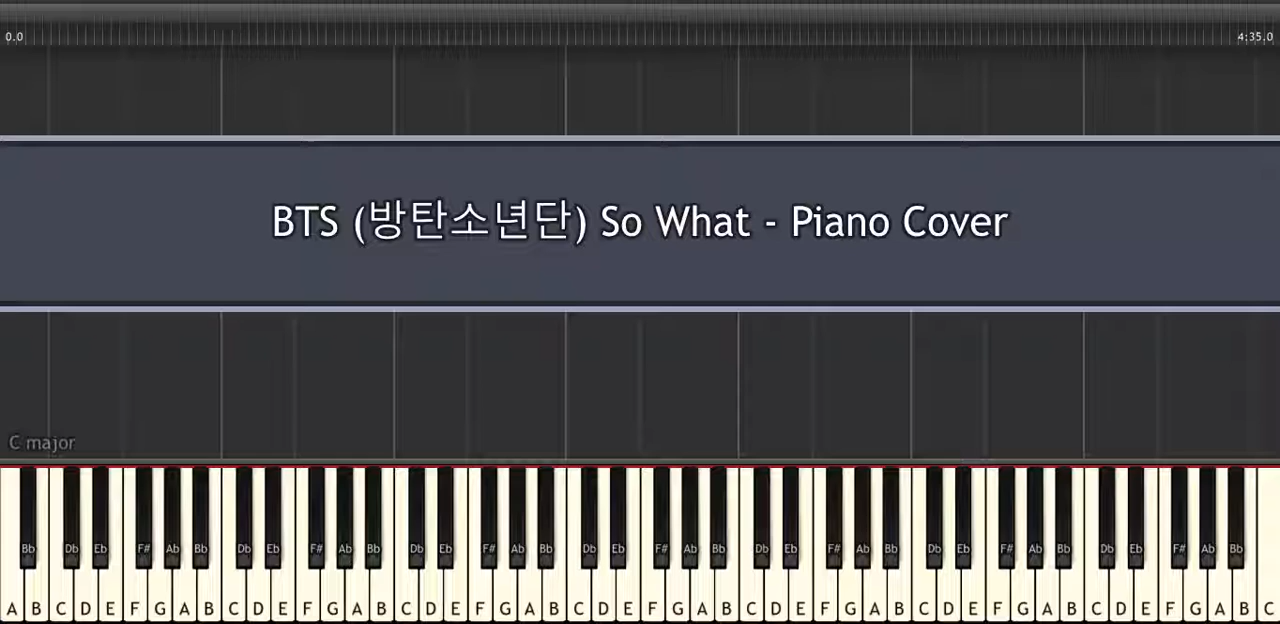 0.0 4:35.0
BTS (방탄소년단) So What - Piano Cover
C major
Bb Db Eb F# Ab Bb Db Eb F# Ab Bb Db Eb F# Ab Bb Db Eb F# Ab Bb Db Eb F# Ab Bb Db Eb F# Ab Bb Db Eb F# Ab Bb
A B C D E F G A B C D E F G A B C D E F G A B C D E F G A B C D E F G A B C D E F G A B C D E F G A B C